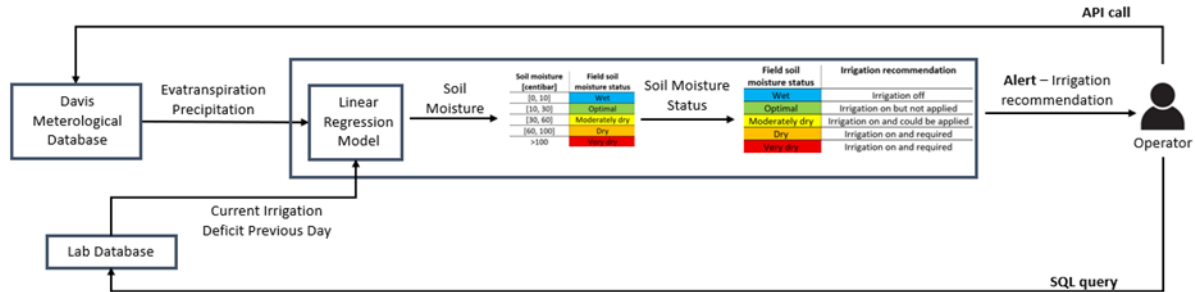 API call
Davis
Meterological
Database
Evatranspiration
Precipitation
Linear
Regression
Model
Soil
Moisture
Soil moisture
[centibar]
Field soil
moisture status
[0, 10]
Wet
[10, 30]
Optimal
[30, 60]
Moderately dry
[60, 100]
Dry
>100
Very dry
Soil Moisture
Status
Field soil
moisture status
Irrigation recommendation
Wet
Irrigation off
Optimal
Irrigation on but not applied
Moderately dry
Irrigation on and could be applied
Dry
Irrigation on and required
Very dry
Irrigation on and required
Alert – Irrigation
recommendation
Operator
Current Irrigation
Deficit Previous Day
Lab Database
SQL query